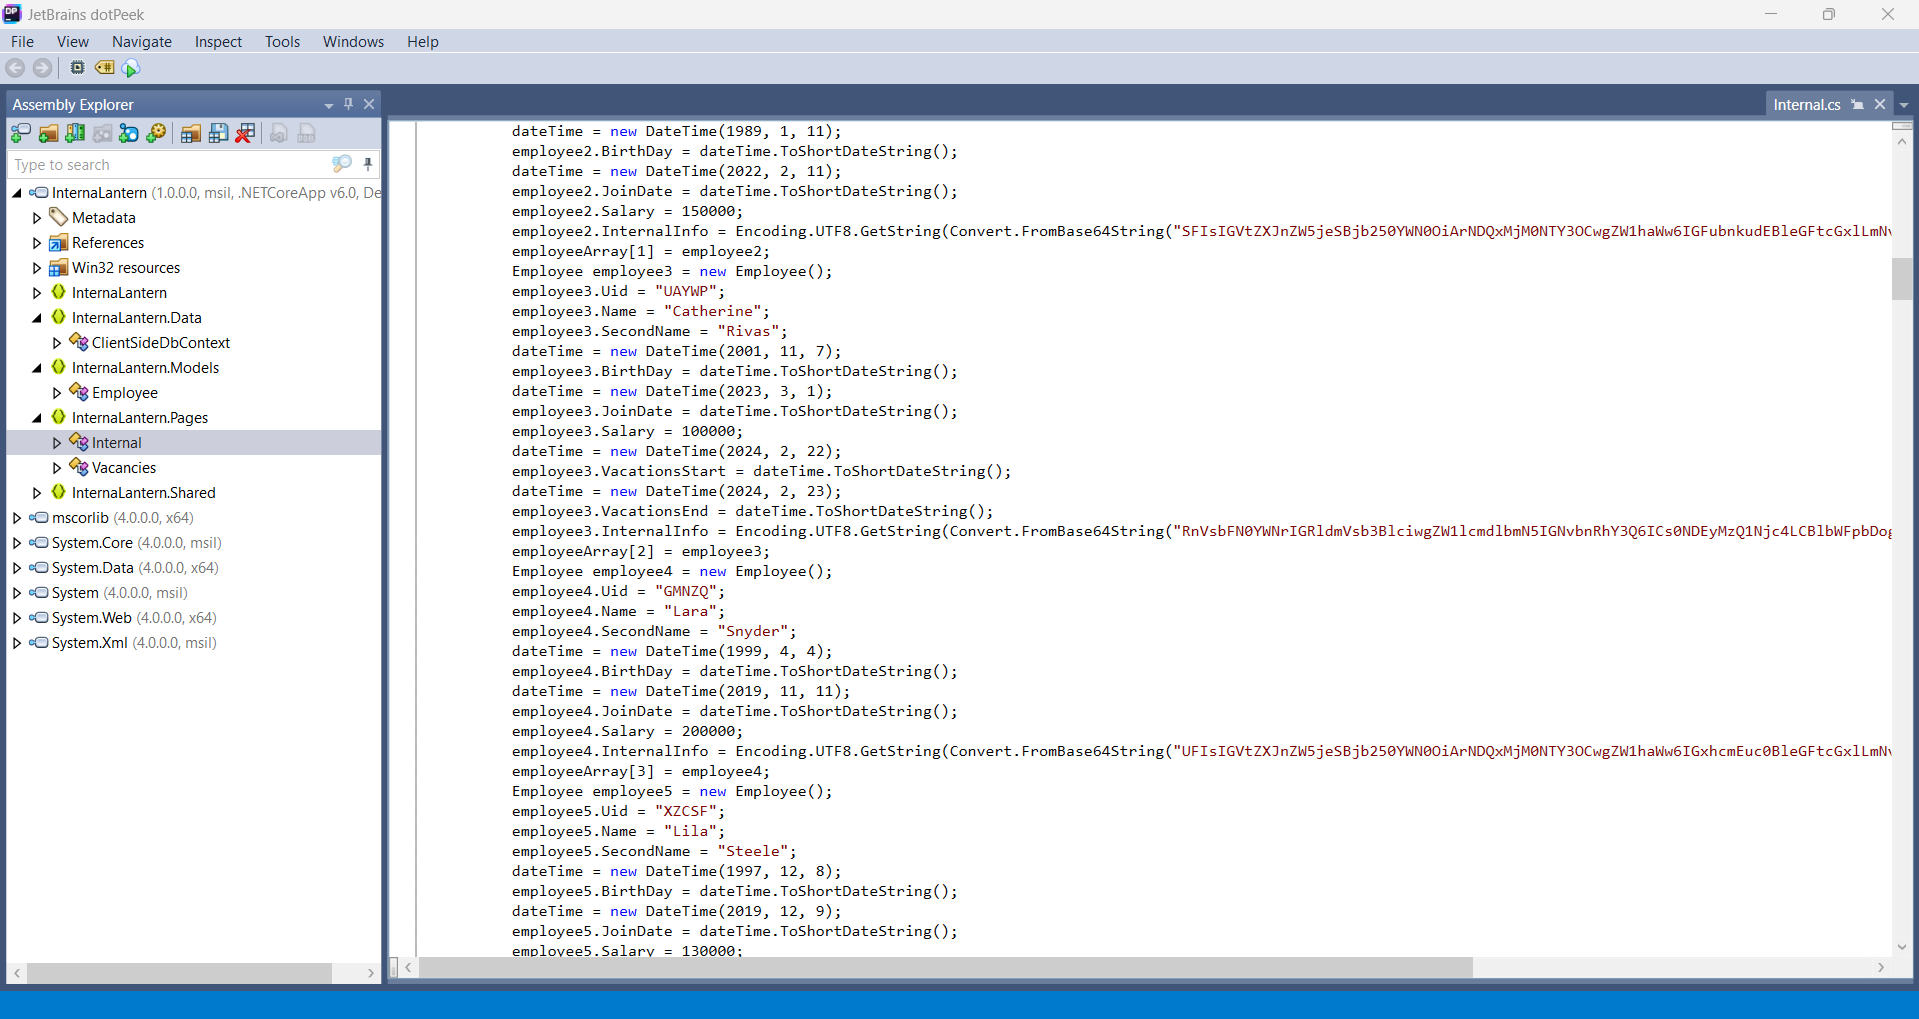 JetBrains dotPeek
File View Navigate Inspect Tools Windows Help
Assembly Explorer
Type to search
InternaLantern (1.0.0.0, msil, .NETCoreApp v6.0, De
Metadata
References
Win32 resources
InternaLantern
InternaLantern.Data
ClientSideDbContext
InternaLantern.Models
Employee
InternaLantern.Pages
Internal
Vacancies
InternaLantern.Shared
mscorlib (4.0.0.0, x64)
System.Core (4.0.0.0, msil)
System.Data (4.0.0.0, x64)
System (4.0.0.0, msil)
System.Web (4.0.0.0, x64)
System.Xml (4.0.0.0, msil)
Internal.cs
dateTime = new DateTime(1989, 1, 11);
employee2.BirthDay = dateTime.ToShortDateString();
dateTime = new DateTime(2022, 2, 11);
employee2.JoinDate = dateTime.ToShortDateString();
employee2.Salary = 150000;
employee2.InternalInfo = Encoding.UTF8.GetString(Convert.FromBase64String("SFIsIGVtZXJnZW5jeSBjb250YWN0OiArNDQxMjM0NTY3OCwgZW1haWw6IGFubnkudEBleGFtcGxlLmNv
employeeArray[1] = employee2;
Employee employee3 = new Employee();
employee3.Uid = "UAYWP";
employee3.Name = "Catherine";
employee3.SecondName = "Rivas";
dateTime = new DateTime(2001, 11, 7);
employee3.BirthDay = dateTime.ToShortDateString();
dateTime = new DateTime(2023, 3, 1);
employee3.JoinDate = dateTime.ToShortDateString();
employee3.Salary = 100000;
dateTime = new DateTime(2024, 2, 22);
employee3.VacationsStart = dateTime.ToShortDateString();
dateTime = new DateTime(2024, 2, 23);
employee3.VacationsEnd = dateTime.ToShortDateString();
employee3.InternalInfo = Encoding.UTF8.GetString(Convert.FromBase64String("RnVsbFN0YWNrIGRldmVsb3BlciwgZW1lcmdlbmN5IGNvbnRhY3Q6ICs0NDEyMzQ1Njc4LCBlbWFpbDog
employeeArray[2] = employee3;
Employee employee4 = new Employee();
employee4.Uid = "GMNZQ";
employee4.Name = "Lara";
employee4.SecondName = "Snyder";
dateTime = new DateTime(1999, 4, 4);
employee4.BirthDay = dateTime.ToShortDateString();
dateTime = new DateTime(2019, 11, 11);
employee4.JoinDate = dateTime.ToShortDateString();
employee4.Salary = 200000;
employee4.InternalInfo = Encoding.UTF8.GetString(Convert.FromBase64String("UFIsIGVtZXJnZW5jeSBjb250YWN0OiArNDQxMjM0NTY3OCwgZW1haWw6IGxhcmEuc0BleGFtcGxlLmNv
employeeArray[3] = employee4;
Employee employee5 = new Employee();
employee5.Uid = "XZCSF";
employee5.Name = "Lila";
employee5.SecondName = "Steele";
dateTime = new DateTime(1997, 12, 8);
employee5.BirthDay = dateTime.ToShortDateString();
dateTime = new DateTime(2019, 12, 9);
employee5.JoinDate = dateTime.ToShortDateString();
employee5.Salary = 130000;